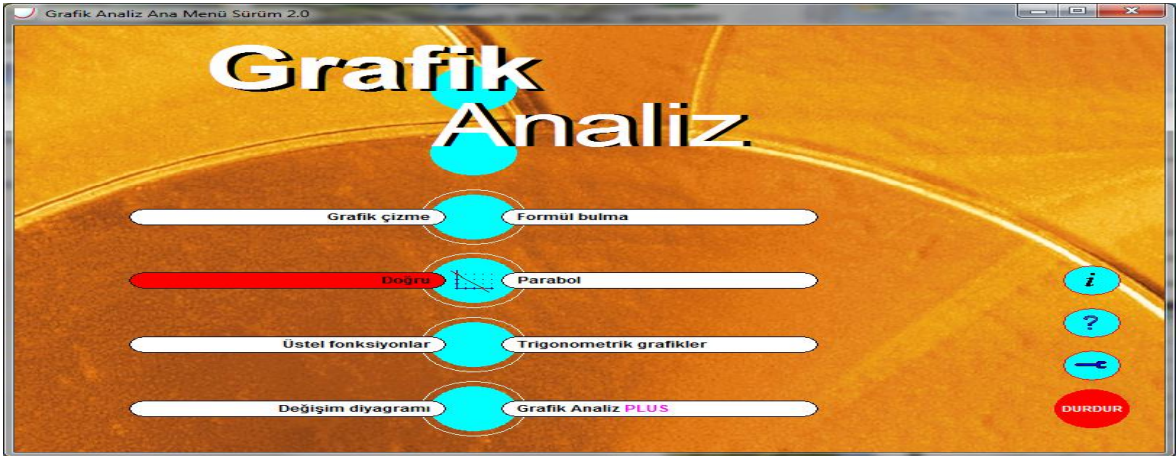 Grafik Analiz Ana Menü Sürüm 2.0
Grafik
Analiz
Grafik çizme
Formül bulma
Doğru
Parabol
i
?
Üstel fonksiyonlar
Trigonometrik grafikler
Değişim diyagramı
Grafik Analiz PLUS
DURDUR